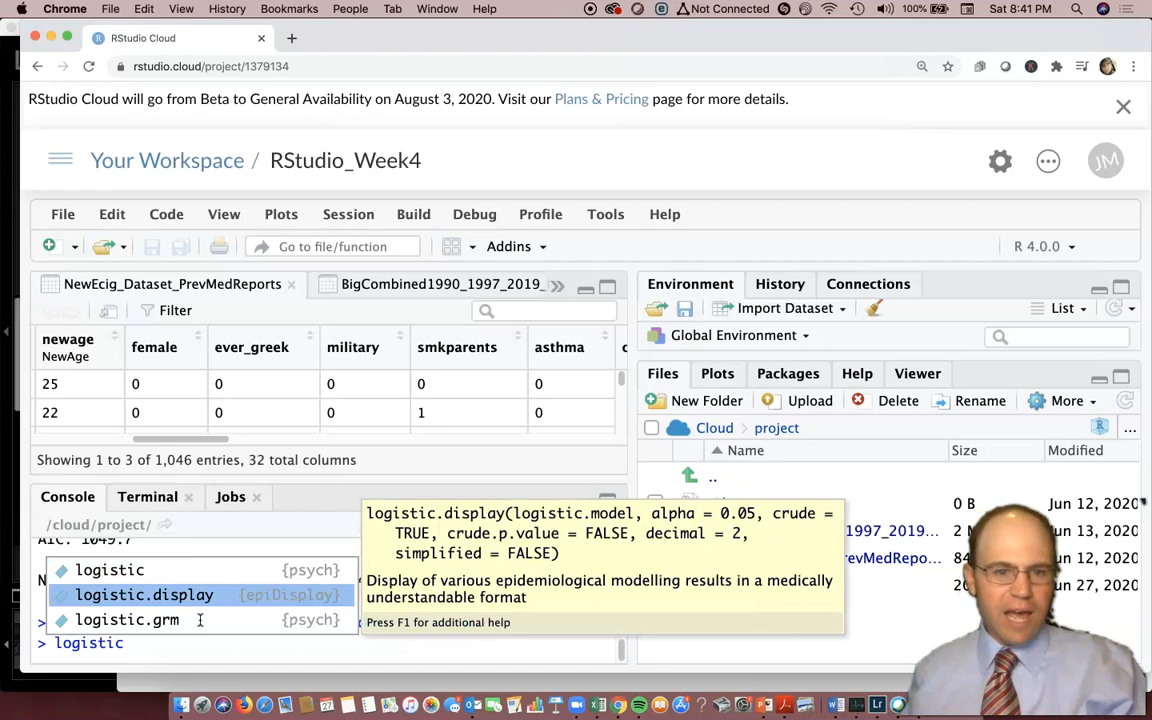 Chrome File Edit View History Bookmarks People Tab Window Help Not Connected 100% Sat 8:41 PM
RStudio Cloud
rstudio.cloud/project/1379134
RStudio Cloud will go from Beta to General Availability on August 3, 2020. Visit our Plans & Pricing page for more details.
Your Workspace / RStudio_Week4
JM
File Edit Code View Plots Session Build Debug Profile Tools Help
Go to file/function Addins R 4.0.0
NewEcig_Dataset_PrevMedReports BigCombined1990_1997_2019_
Filter
newage female ever_greek military smkparents asthma
NewAge
25 0 0 0 0 0
22 0 0 0 1 0
Showing 1 to 3 of 1,046 entries, 32 total columns
Console Terminal Jobs
/cloud/project/
AIC: 1049.7
logistic {psych}
logistic.display {epiDisplay}
logistic.grm {psych}
> logistic
logistic.display(logistic.model, alpha = 0.05, crude =
TRUE, crude.p.value = FALSE, decimal = 2,
simplified = FALSE)
Display of various epidemiological modelling results in a medically
understandable format
Press F1 for additional help
Environment History Connections
Import Dataset List
Global Environment
Files Plots Packages Help Viewer
New Folder Upload Delete Rename More
Cloud project ...
Name Size Modified
..
0 B Jun 12, 2020
1997_2019... 2 Jun 13, 2020
evMedRepo... 84 Jun 12, 2020
Jun 27, 2020